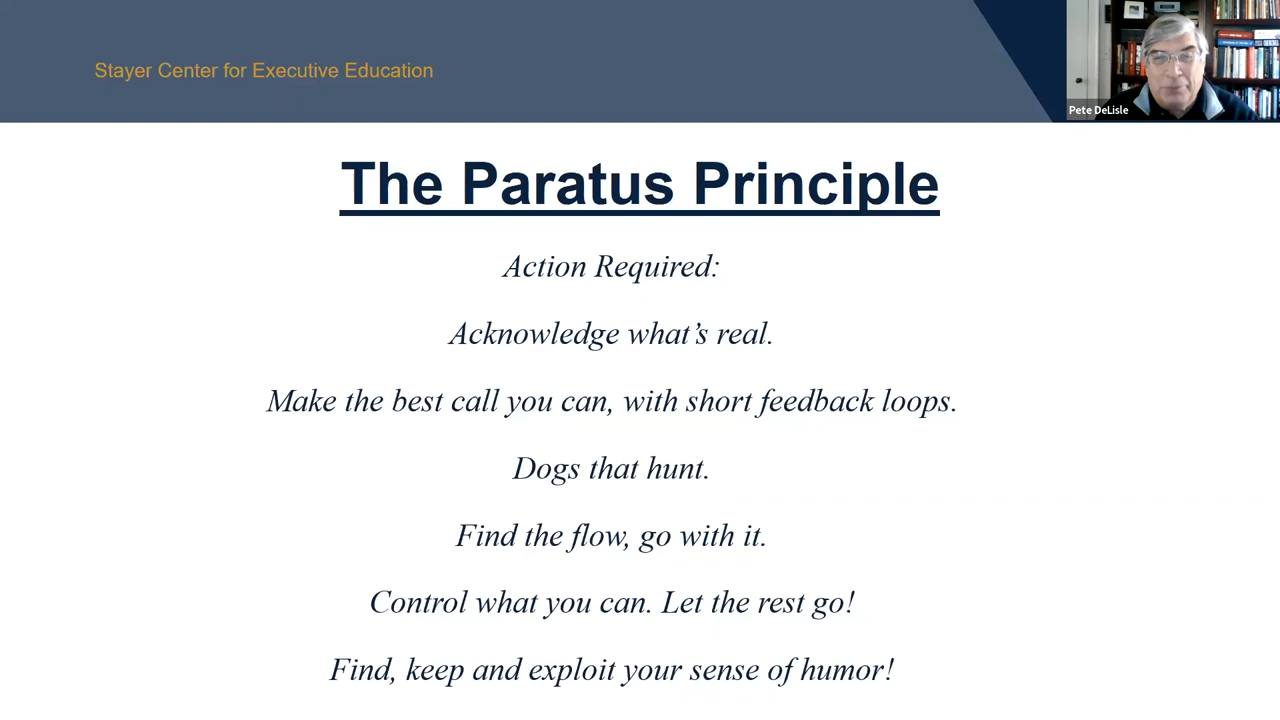 Stayer Center for Executive Education
Pete DeLisle
The Paratus Principle
Action Required:
Acknowledge what’s real.
Make the best call you can, with short feedback loops.
Dogs that hunt.
Find the flow, go with it.
Control what you can. Let the rest go!
Find, keep and exploit your sense of humor!